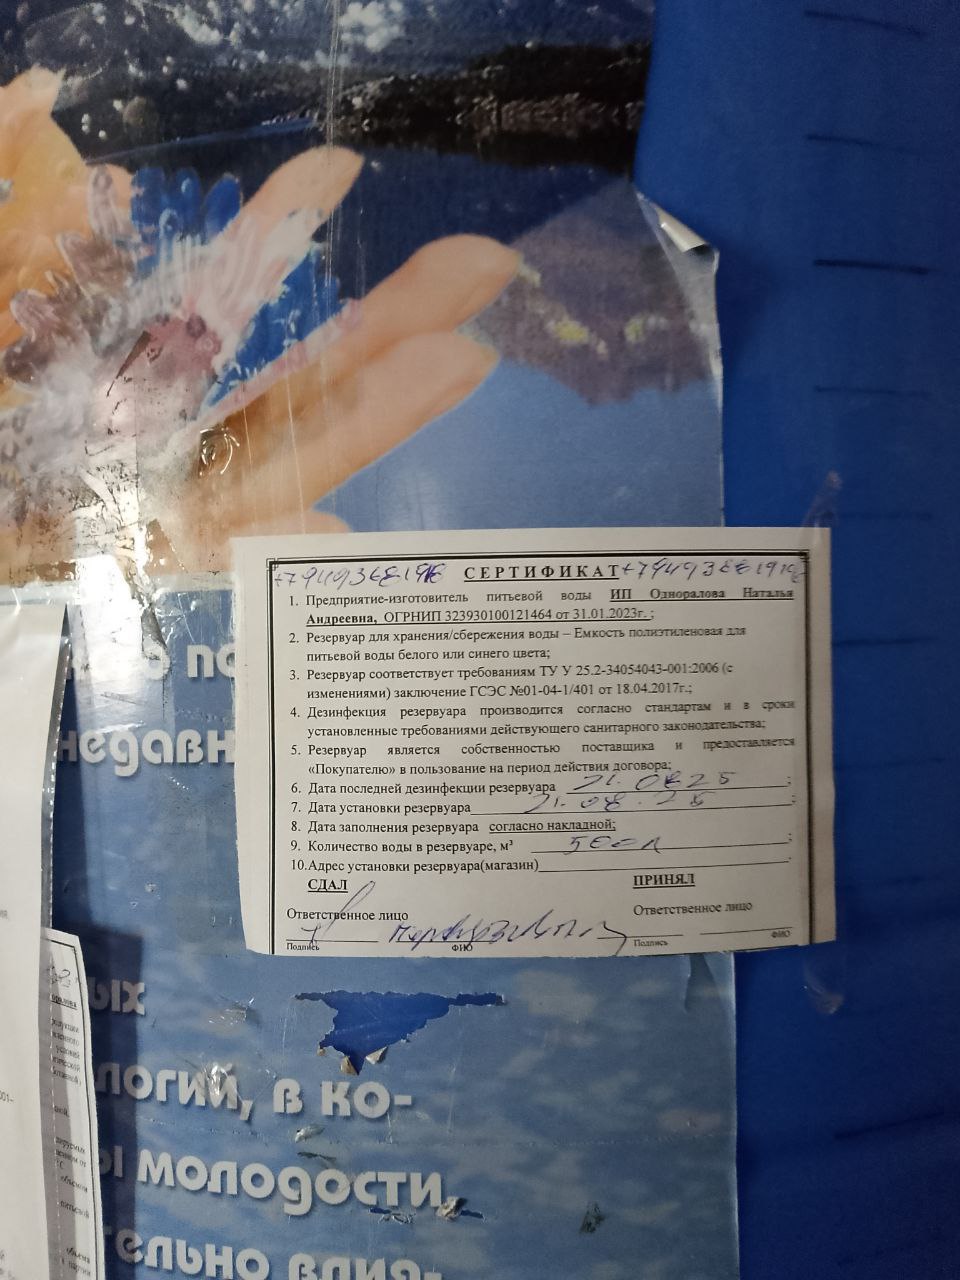 СЕРТИФИКАТ
1. Предприятие-изготовитель питьевой воды ИП Одноралова Наталья
Андреевна, ОГРНИП 323930100121464 от 31.01.2023г. ;
2. Резервуар для хранения/сбережения воды – Емкость полиэтиленовая для
питьевой воды белого или синего цвета;
3. Резервуар соответствует требованиям ТУ У 25.2-34054043-001:2006 (с
изменениями) заключение ГСЭС №01-04-1/401 от 18.04.2017г.;
4. Дезинфекция резервуара производится согласно стандартам и в сроки
установленные требованиями действующего санитарного законодательства;
5. Резервуар является собственностью поставщика и предоставляется
«Покупателю» в пользование на период действия договора;
6. Дата последней дезинфекции резервуара 21.08.25;
7. Дата установки резервуара 21.08.25;
8. Дата заполнения резервуара согласно накладной;
9. Количество воды в резервуаре, м³ 500л;
10. Адрес установки резервуара(магазин).
СДАЛ ПРИНЯЛ
Ответственное лицо Ответственное лицо
Подпись ФИО Подпись ФИО
недавн
ых
логий, в ко-
ы молодости,
тельно влия-